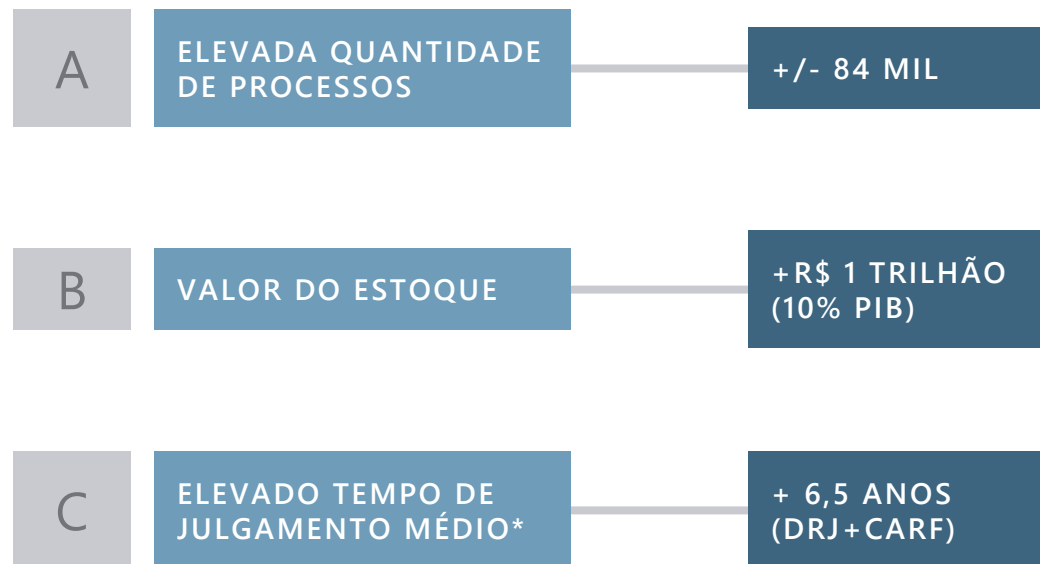 A
ELEVADA QUANTIDADE
DE PROCESSOS
+/- 84 MIL
B
VALOR DO ESTOQUE
+R$ 1 TRILHÃO
(10% PIB)
C
ELEVADO TEMPO DE
JULGAMENTO MÉDIO*
+ 6,5 ANOS
(DRJ+CARF)